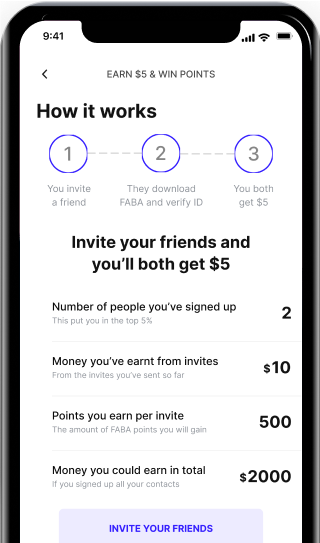 9:41
EARN $5 & WIN POINTS
How it works
1 2 3
You invite
a friend
They download
FABA and verify ID
You both
get $5
Invite your friends and
you'll both get $5
Number of people you've signed up
This put you in the top 5%
2
Money you've earnt from invites
From the invites you've sent so far
$10
Points you earn per invite
The amount of FABA points you will gain
500
Money you could earn in total
If you signed up all your contacts
$2000
INVITE YOUR FRIENDS